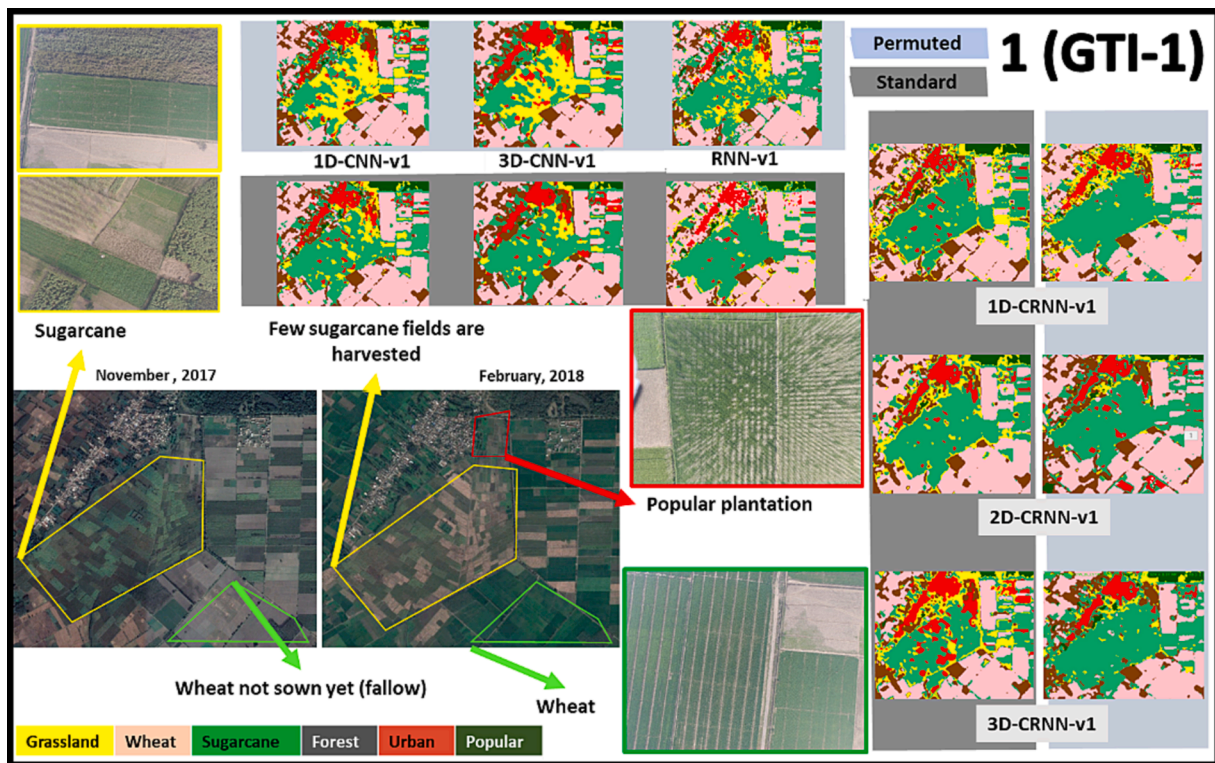 Permuted
Standard
1 (GTI-1)
1D-CNN-v1
3D-CNN-v1
RNN-v1
Sugarcane
Few sugarcane fields are
harvested
November , 2017
February, 2018
1D-CRNN-v1
Popular plantation
2D-CRNN-v1
1
Wheat not sown yet (fallow)
Wheat
3D-CRNN-v1
Grassland
Wheat
Sugarcane
Forest
Urban
Popular